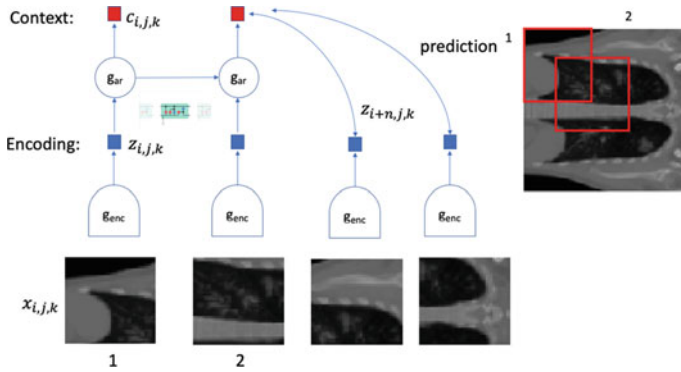 Context:
c_{i,j,k}
prediction
1
2
g_ar
g_ar
z_{i+n,j,k}
Encoding:
z_{i,j,k}
g_enc
g_enc
g_enc
g_enc
x_{i,j,k}
1
2